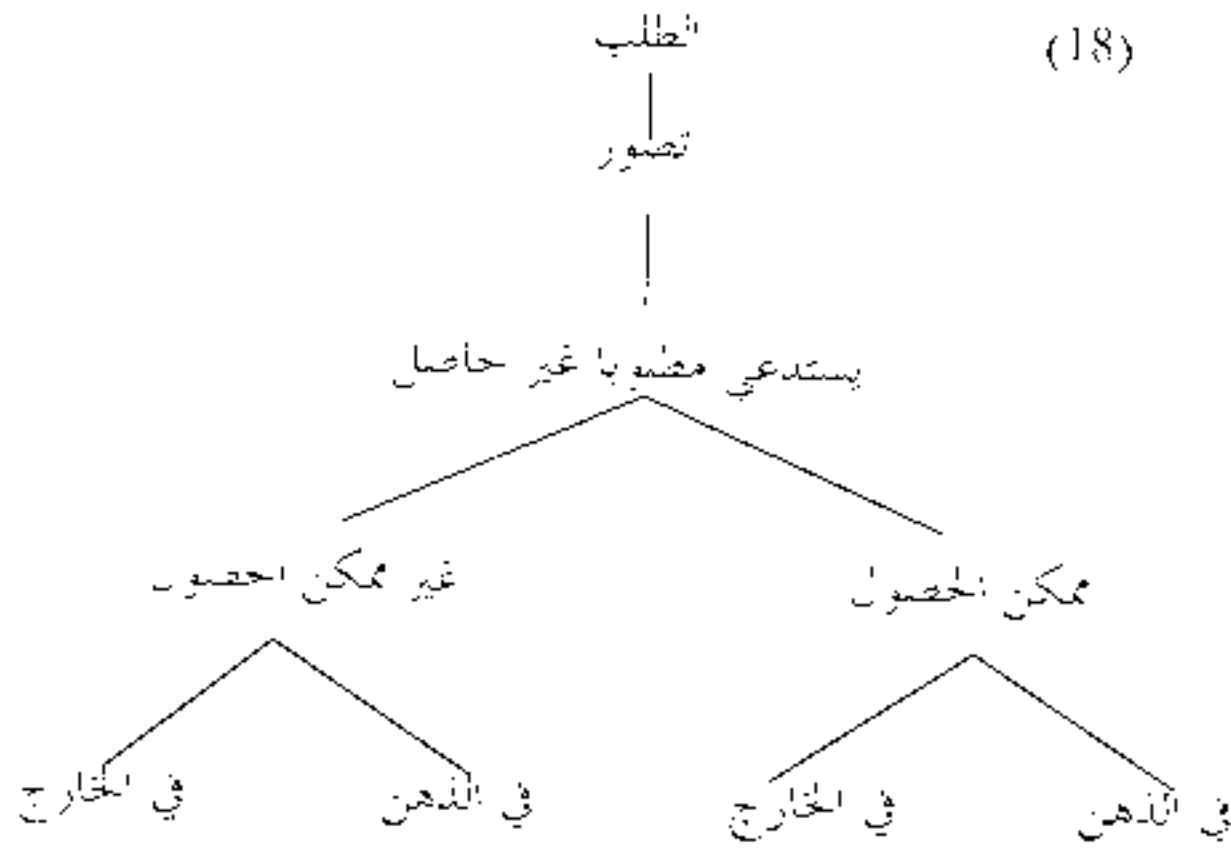 (18)
الطلب
تصور
يستدعي مطلوبا غير حاصل
ممكن الحصول
غير ممكن الحصول
في الذهن
في الخارج
في الذهن
في الخارج